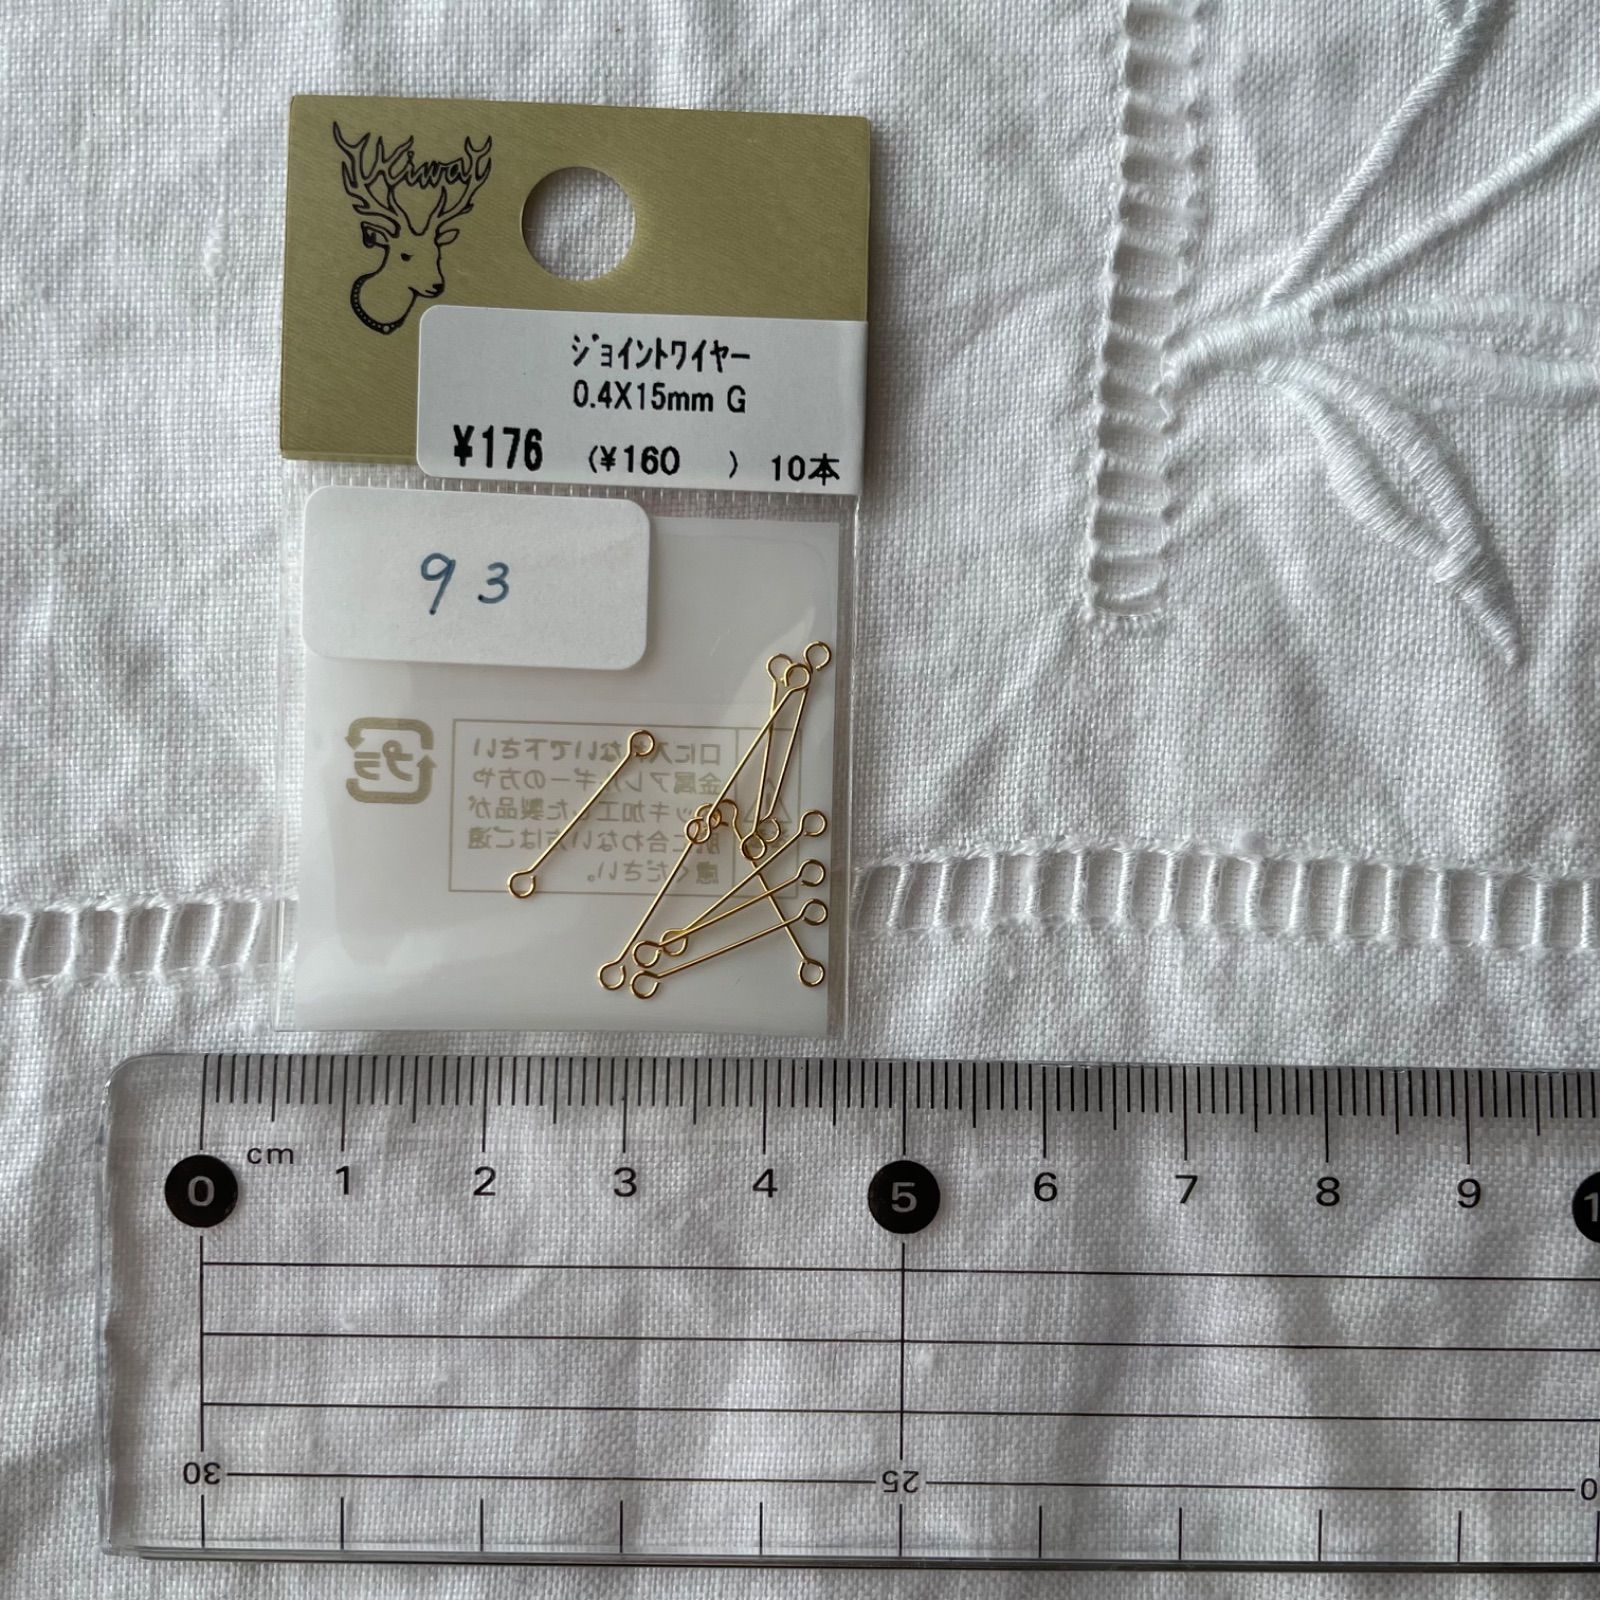 Kiwa
ジョイントワイヤー
0.4X15mm G
¥176 (¥160 ) 10本
93
プラ
口に入れないで下さい
金属アレルギーの方や
メッキ加工した製品が
肌に合わない方はご遠
慮ください。
cm
0 1 2 3 4 5 6 7 8 9 1
30 25 0